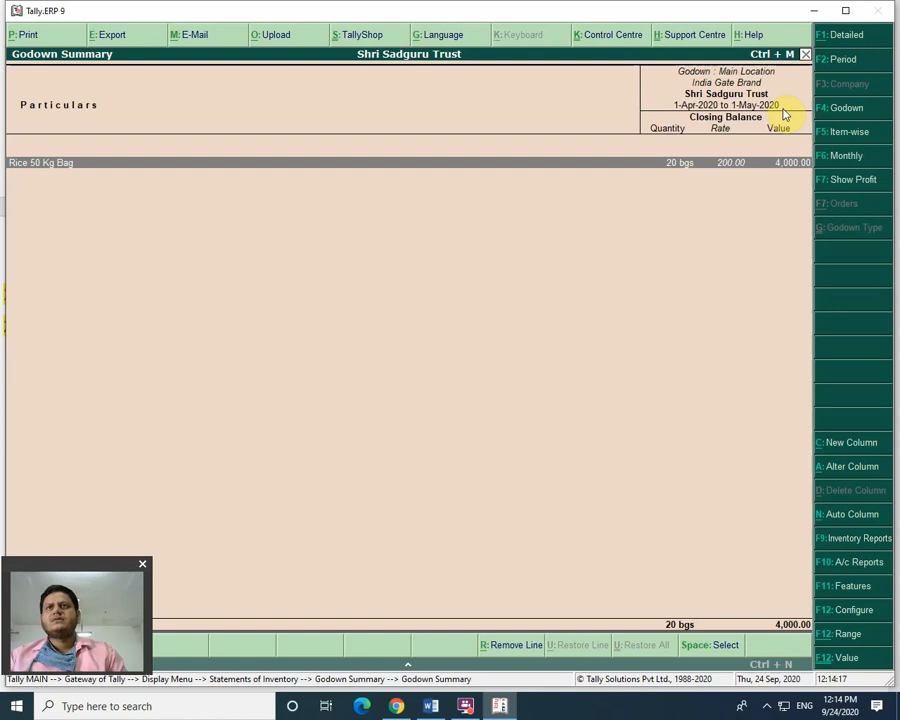 Tally.ERP 9
P: Print E: Export M: E-Mail O: Upload S: TallyShop G: Language K: Keyboard K: Control Centre H: Support Centre H: Help
Godown Summary Shri Sadguru Trust Ctrl + M
Particulars
Godown : Main Location
India Gate Brand
Shri Sadguru Trust
1-Apr-2020 to 1-May-2020
Closing Balance
Quantity Rate Value
Rice 50 Kg Bag 20 bgs 200.00 4,000.00
20 bgs 4,000.00
R: Remove Line U: Restore Line U: Restore All Space: Select
Ctrl + N
F1: Detailed
F2: Period
F3: Company
F4: Godown
F5: Item-wise
F6: Monthly
F7: Show Profit
F7: Orders
G: Godown Type
C: New Column
A: Alter Column
D: Delete Column
N: Auto Column
F9: Inventory Reports
F10: A/c Reports
F11: Features
F12: Configure
F12: Range
F12: Value
Tally MAIN --> Gateway of Tally --> Display Menu --> Statements of Inventory --> Godown Summary --> Godown Summary © Tally Solutions Pvt Ltd., 1988-2020 Thu, 24 Sep, 2020 12:14:17
Type here to search ENG 12:14 PM
9/24/2020